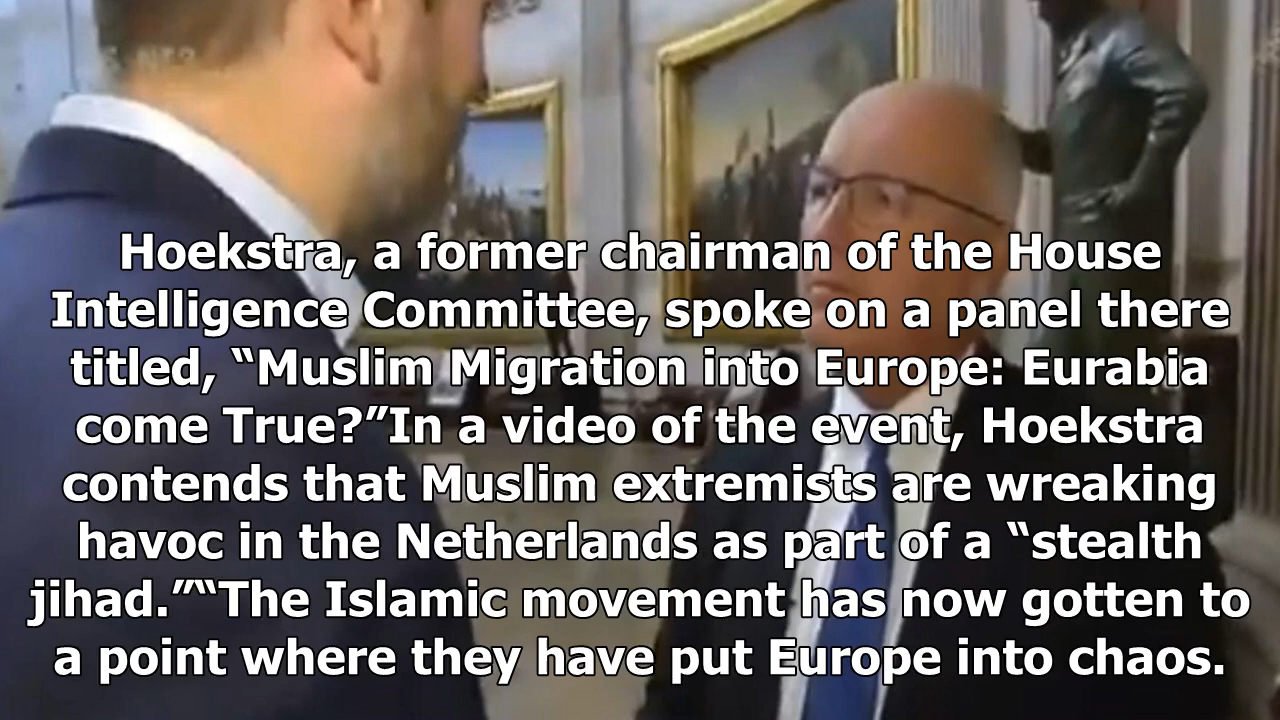 Hoekstra, a former chairman of the House
Intelligence Committee, spoke on a panel there
titled, “Muslim Migration into Europe: Eurabia
come True?”In a video of the event, Hoekstra
contends that Muslim extremists are wreaking
havoc in the Netherlands as part of a “stealth
jihad.”“The Islamic movement has now gotten to
a point where they have put Europe into chaos.